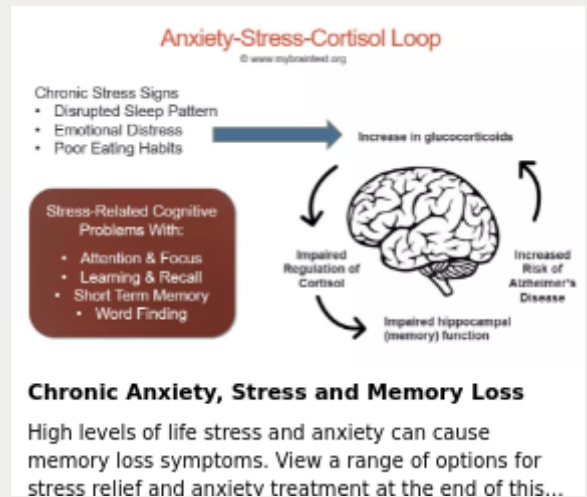 Anxiety-Stress-Cortisol Loop
© www.mybraintest.org
Chronic Stress Signs
• Disrupted Sleep Pattern
• Emotional Distress
• Poor Eating Habits
Increase in glucocorticoids
Stress-Related Cognitive
Problems With:
• Attention & Focus
• Learning & Recall
• Short Term Memory
• Word Finding
Impaired
Regulation of
Cortisol
Increased
Risk of
Alzheimer's
Disease
Impaired hippocampal
(memory) function
Chronic Anxiety, Stress and Memory Loss
High levels of life stress and anxiety can cause
memory loss symptoms. View a range of options for
stress relief and anxiety treatment at the end of this...